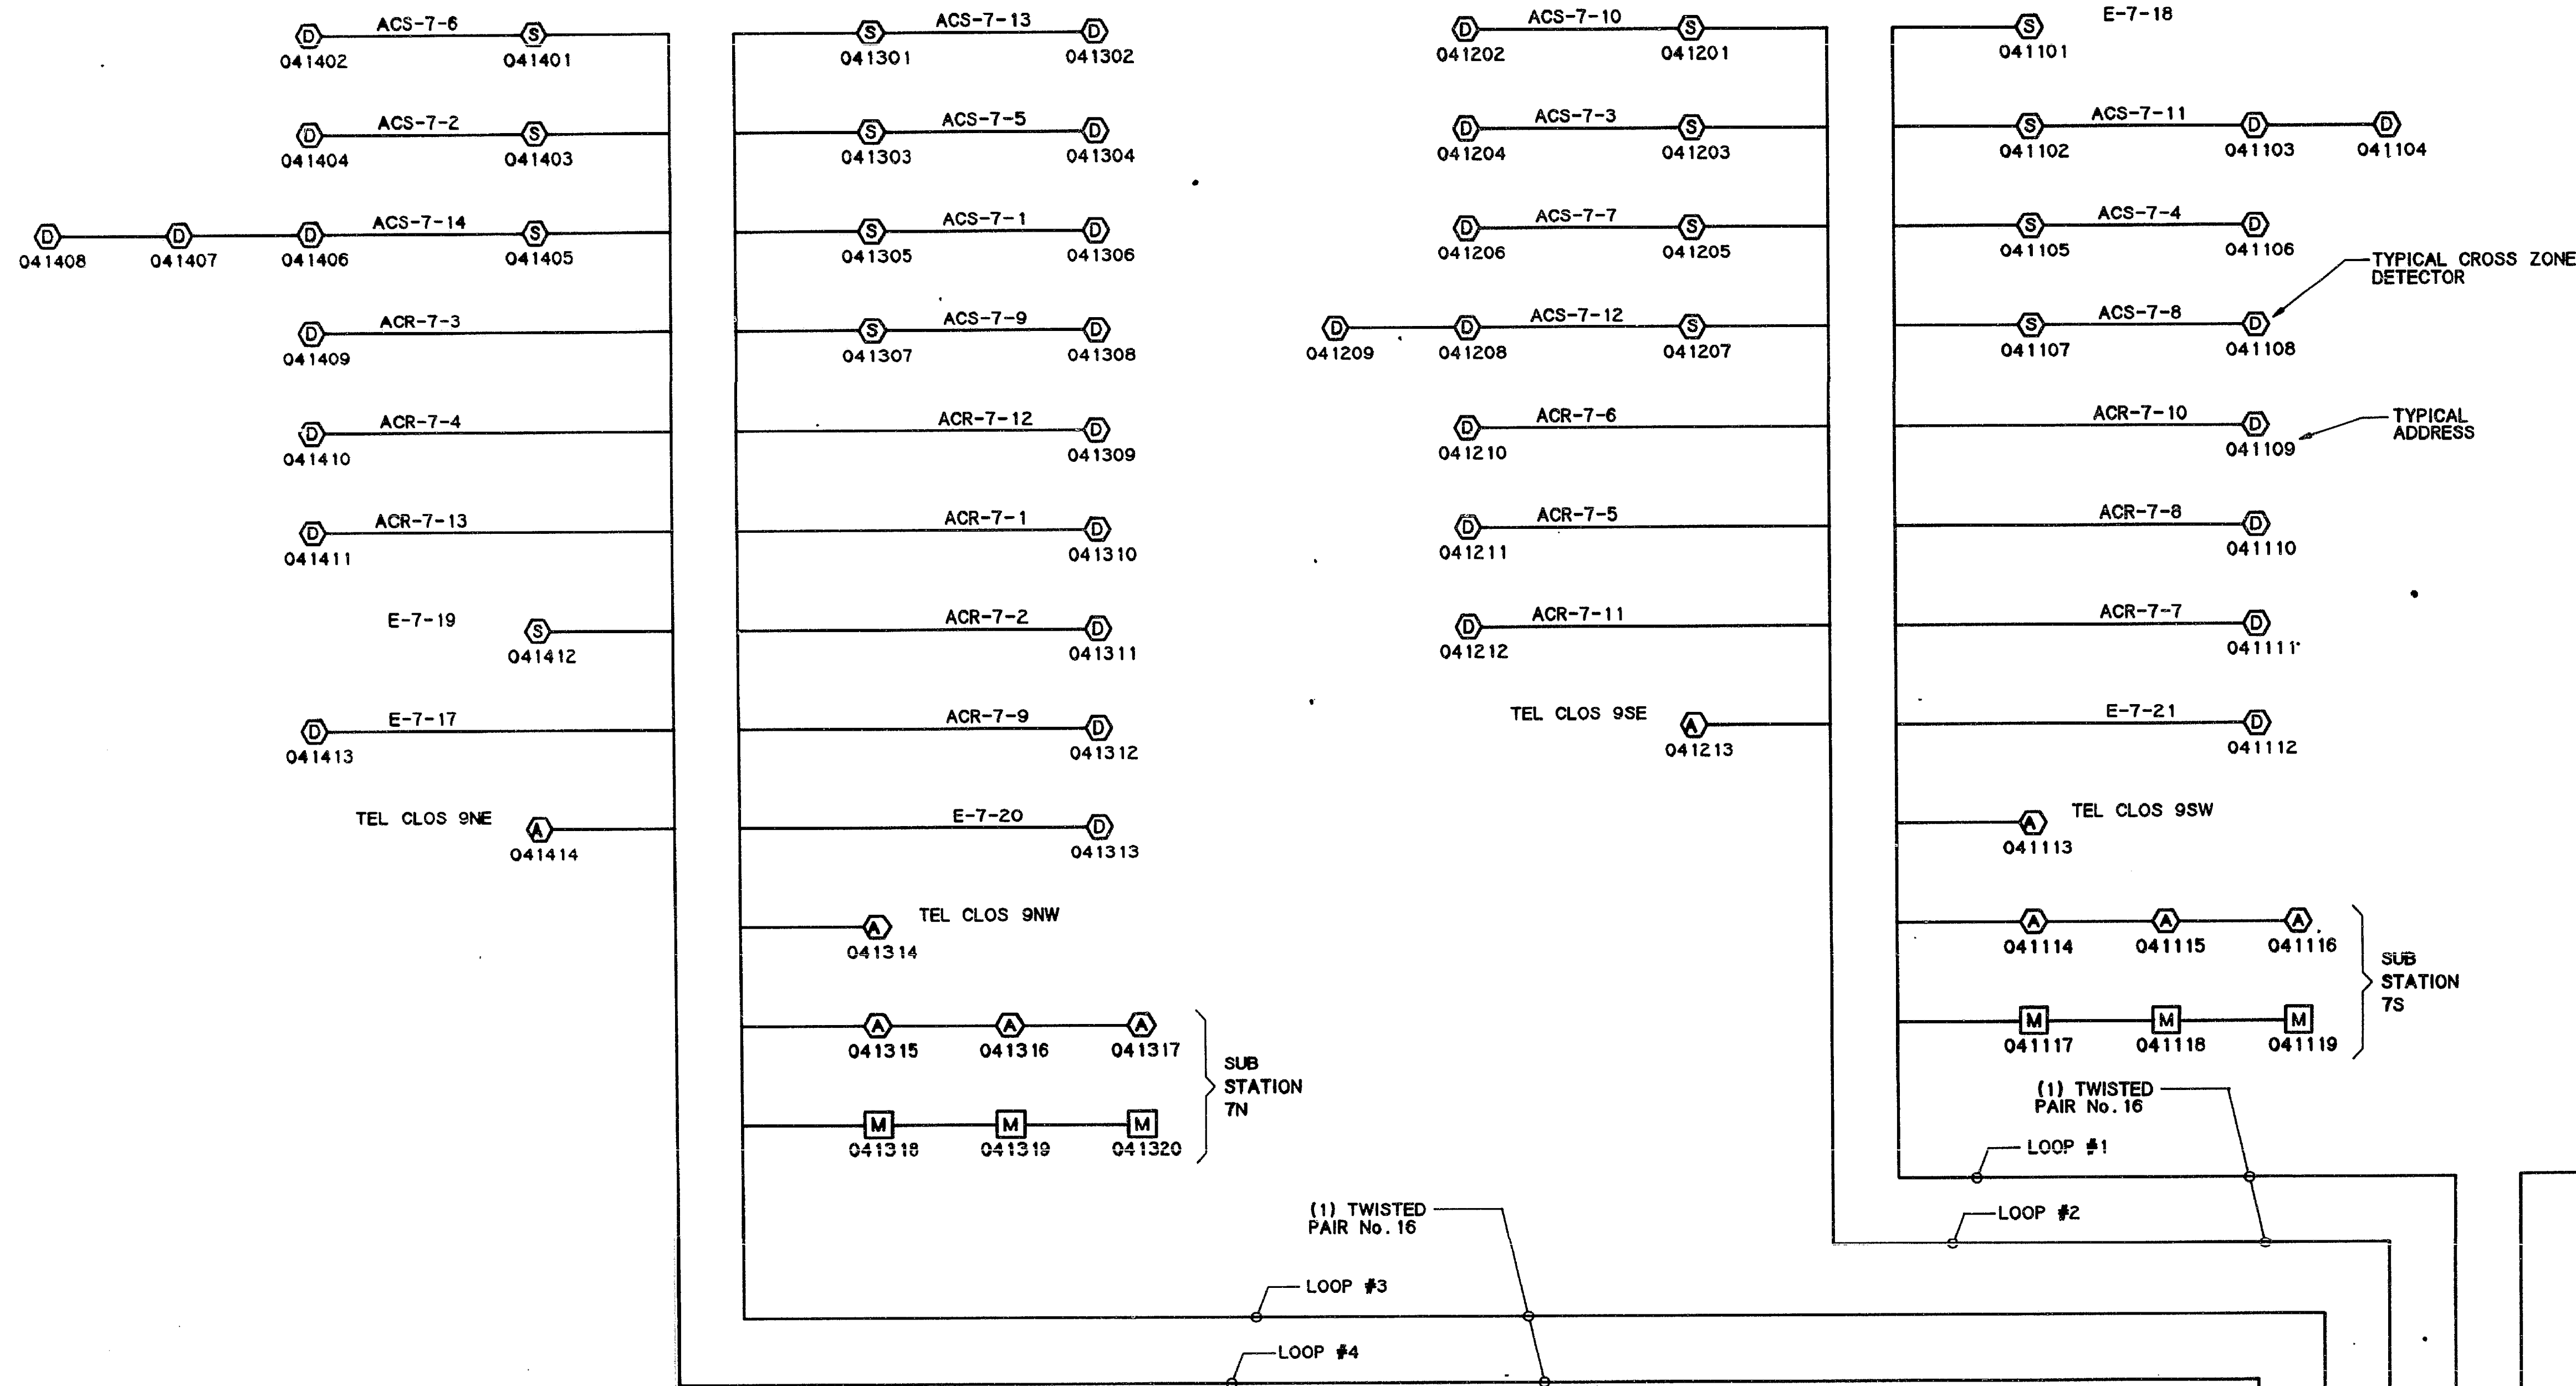 ACS-7-6
D
S
041402
041401
ACS-7-2
D
S
041404
041403
ACS-7-14
D
D
D
S
041408
041407
041406
041405
ACR-7-3
D
041409
ACR-7-4
D
041410
ACR-7-13
D
041411
E-7-19
S
041412
E-7-17
D
041413
TEL CLOS 9NE
A
041414
ACS-7-13
S
D
041301
041302
ACS-7-5
S
D
041303
041304
ACS-7-1
S
D
041305
041306
ACS-7-9
S
D
041307
041308
ACR-7-12
D
041309
ACR-7-1
D
041310
ACR-7-2
D
041311
ACR-7-9
D
041312
E-7-20
D
041313
TEL CLOS 9NW
A
041314
A
A
A
041315
041316
041317
M
M
M
041318
041319
041320
SUB
STATION
7N
ACS-7-10
D
S
041202
041201
ACS-7-3
D
S
041204
041203
ACS-7-7
D
S
041206
041205
ACS-7-12
D
D
S
041209
041208
041207
ACR-7-6
D
041210
ACR-7-5
D
041211
ACR-7-11
D
041212
TEL CLOS 9SE
A
041213
E-7-18
S
041101
ACS-7-11
S
D
D
041102
041103
041104
ACS-7-4
S
D
041105
041106
TYPICAL CROSS ZONE
DETECTOR
ACS-7-8
S
D
041107
041108
ACR-7-10
D
041109
TYPICAL
ADDRESS
ACR-7-8
D
041110
ACR-7-7
D
041111
E-7-21
D
041112
TEL CLOS 9SW
A
041113
A
A
A
041114
041115
041116
M
M
M
041117
041118
041119
SUB
STATION
7S
(1) TWISTED
PAIR No.16
LOOP #1
LOOP #2
(1) TWISTED
PAIR No.16
LOOP #3
LOOP #4